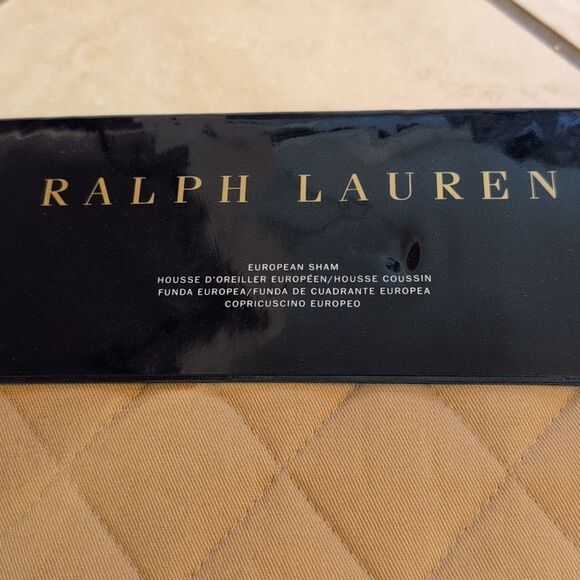 RALPH LAUREN
EUROPEAN SHAM
HOUSSE D'OREILLER EUROPÉEN/HOUSSE COUSSIN
FUNDA EUROPEA/FUNDA DE CUADRANTE EUROPEA
COPRICUSCINO EUROPEO